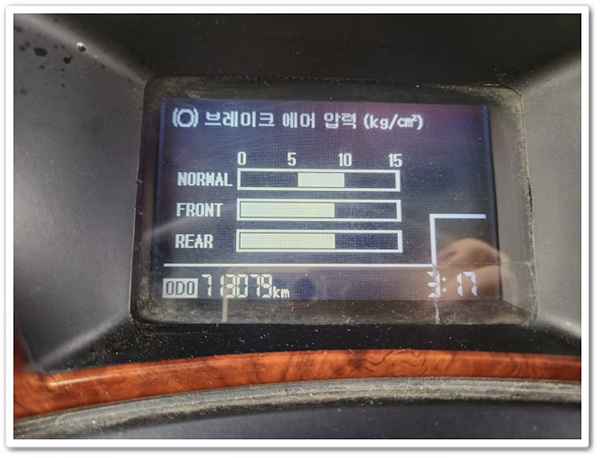 브레이크 에어 압력 (kg/cm²)
0 5 10 15
NORMAL
FRONT
REAR
ODO 713079km 3:17